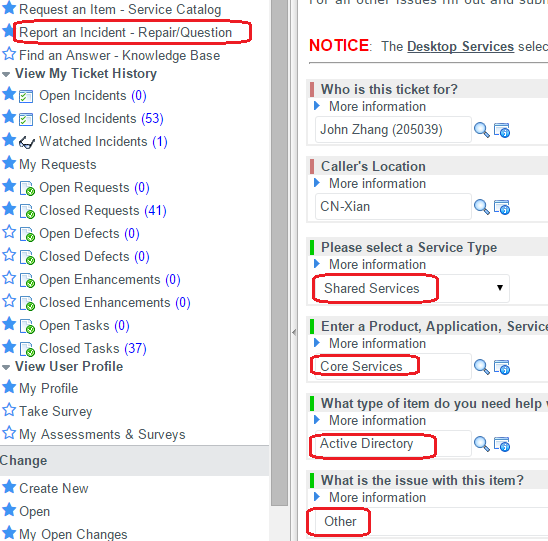 Request an Item - Service Catalog
Report an Incident - Repair/Question
Find an Answer - Knowledge Base
View My Ticket History
Open Incidents (0)
Closed Incidents (53)
Watched Incidents (1)
My Requests
Open Requests (0)
Closed Requests (41)
Open Defects (0)
Closed Defects (0)
Open Enhancements (0)
Closed Enhancements (0)
Open Tasks (0)
Closed Tasks (37)
View User Profile
My Profile
Take Survey
My Assessments & Surveys
Change
Create New
Open
My Open Changes
For all other issues fill out and
NOTICE: The Desktop Services selec
Who is this ticket for?
More information
John Zhang (205039)
Caller's Location
More information
CN-Xian
Please select a Service Type
More information
Shared Services
Enter a Product, Application, Service
More information
Core Services
What type of item do you need help
More information
Active Directory
What is the issue with this item?
More information
Other